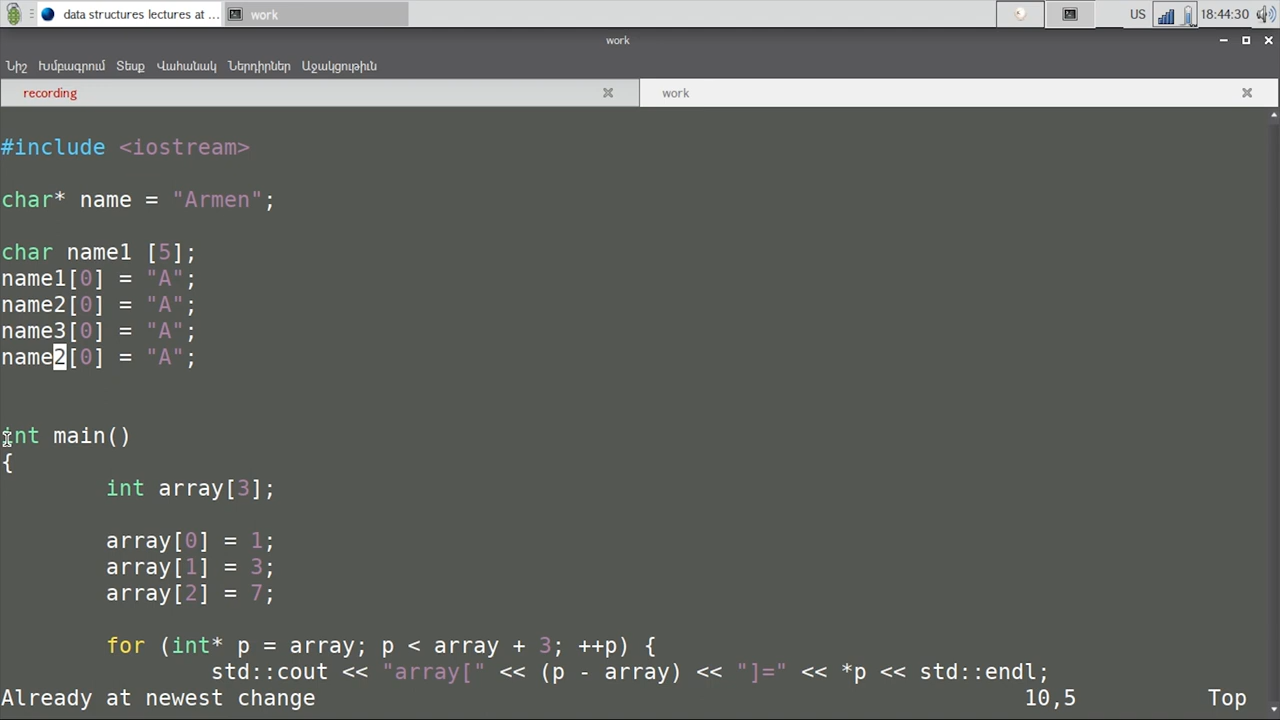 data structures lectures at ...
work
US
18:44:30
work
Նիշ Խմբագրում Տեսք Վահանակ Ներդիրներ Աջակցութիւն
recording
work
#include <iostream>
char* name = "Armen";
char name1 [5];
name1[0] = "A";
name2[0] = "A";
name3[0] = "A";
name2[0] = "A";
int main()
{
int array[3];
array[0] = 1;
array[1] = 3;
array[2] = 7;
for (int* p = array; p < array + 3; ++p) {
std::cout << "array[" << (p - array) << "]=" << *p << std::endl;
Already at newest change 10,5 Top